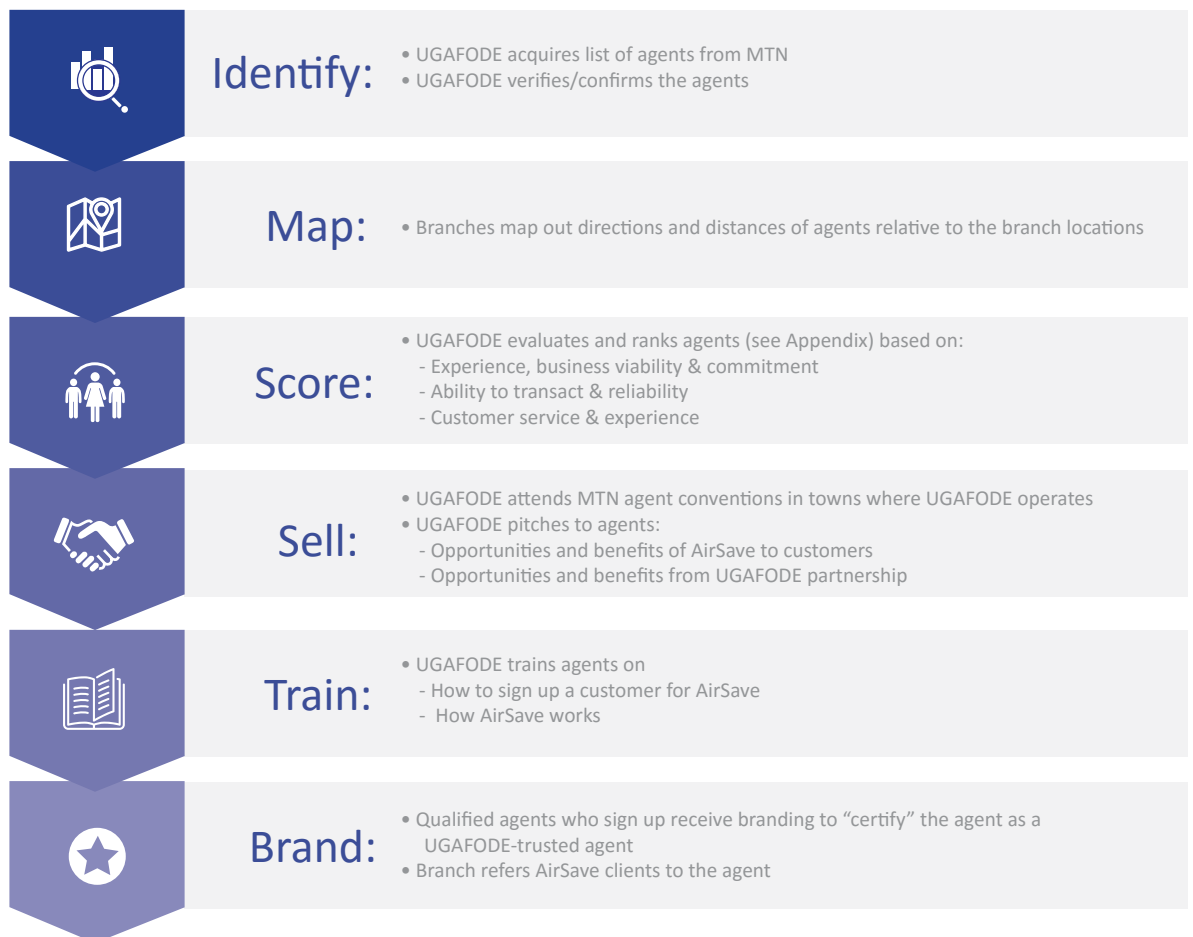 Identify:
• UGAFODE acquires list of agents from MTN
• UGAFODE verifies/confirms the agents
Map:
• Branches map out directions and distances of agents relative to the branch locations
Score:
• UGAFODE evaluates and ranks agents (see Appendix) based on:
- Experience, business viability & commitment
- Ability to transact & reliability
- Customer service & experience
Sell:
• UGAFODE attends MTN agent conventions in towns where UGAFODE operates
• UGAFODE pitches to agents:
- Opportunities and benefits of AirSave to customers
- Opportunities and benefits from UGAFODE partnership
Train:
• UGAFODE trains agents on
- How to sign up a customer for AirSave
- How AirSave works
Brand:
• Qualified agents who sign up receive branding to “certify” the agent as a
UGAFODE-trusted agent
• Branch refers AirSave clients to the agent